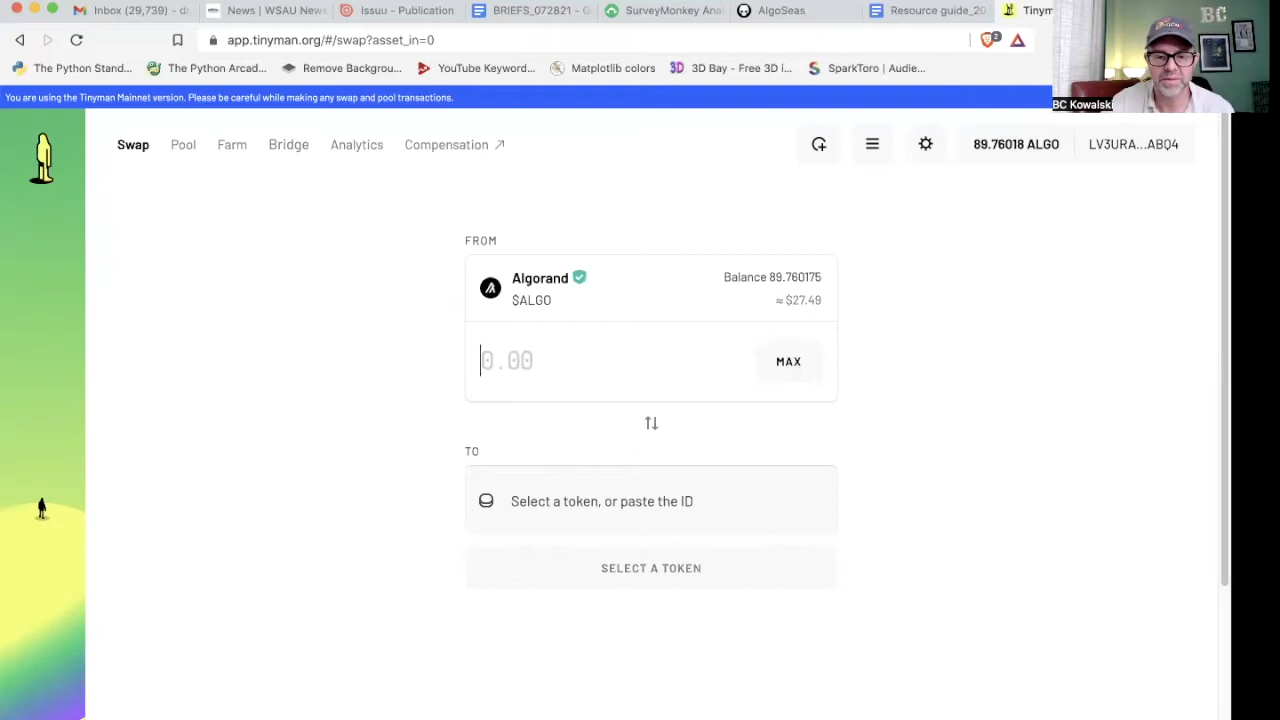 Inbox (29,739) - d
News | WSAU News
Issuu - Publication
BRIEFS_072821 - G
SurveyMonkey Anal
AlgoSeas
Resource guide_20
Tinym
app.tinyman.org/#/swap?asset_in=0
2
The Python Stand...
The Python Arcad...
Remove Backgrou...
YouTube Keyword...
Matplotlib colors
3D Bay - Free 3D i...
SparkToro | Audie...
BC
BC Kowalski
You are using the Tinyman Mainnet version. Please be careful while making any swap and pool transactions.
Swap
Pool
Farm
Bridge
Analytics
Compensation
89.76018 ALGO
LV3URA...ABQ4
FROM
Algorand
Balance 89.760175
$ALGO
≈ $27.49
0.00
MAX
TO
Select a token, or paste the ID
SELECT A TOKEN